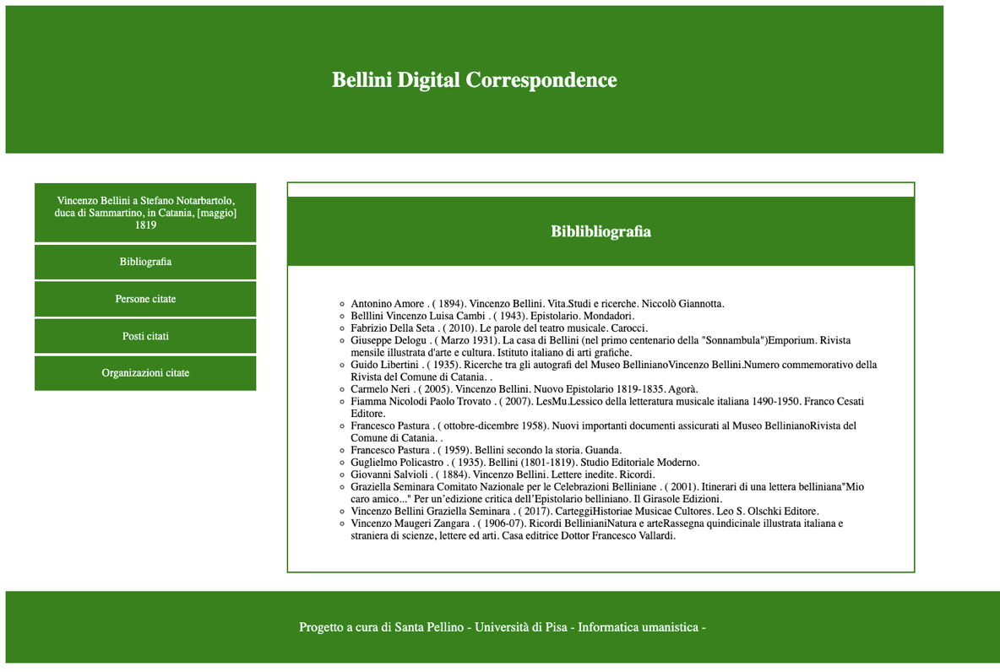 Bellini Digital Correspondence
Vincenzo Bellini a Stefano Notarbartolo,
duca di Sammartino, in Catania, [maggio]
1819
Bibliografia
Persone citate
Posti citati
Organizazioni citate
Biblibliografia
Antonino Amore . ( 1894). Vincenzo Bellini. Vita.Studi e ricerche. Niccolò Giannotta.
Belllini Vincenzo Luisa Cambi . ( 1943). Epistolario. Mondadori.
Fabrizio Della Seta . ( 2010). Le parole del teatro musicale. Carocci.
Giuseppe Delogu . ( Marzo 1931). La casa di Bellini (nel primo centenario della "Sonnambula")Emporium. Rivista
mensile illustrata d'arte e cultura. Istituto italiano di arti grafiche.
Guido Libertini . ( 1935). Ricerche tra gli autografi del Museo BellinianoVincenzo Bellini.Numero commemorativo della
Rivista del Comune di Catania. .
Carmelo Neri . ( 2005). Vincenzo Bellini. Nuovo Epistolario 1819-1835. Agorà.
Fiamma Nicolodi Paolo Trovato . ( 2007). LesMu.Lessico della letteratura musicale italiana 1490-1950. Franco Cesati
Editore.
Francesco Pastura . ( ottobre-dicembre 1958). Nuovi importanti documenti assicurati al Museo BellinianoRivista del
Comune di Catania. .
Francesco Pastura . ( 1959). Bellini secondo la storia. Guanda.
Guglielmo Policastro . ( 1935). Bellini (1801-1819). Studio Editoriale Moderno.
Giovanni Salvioli . ( 1884). Vincenzo Bellini. Lettere inedite. Ricordi.
Graziella Seminara Comitato Nazionale per le Celebrazioni Belliniane . ( 2001). Itinerari di una lettera belliniana"Mio
caro amico..." Per un’edizione critica dell’Epistolario belliniano. Il Girasole Edizioni.
Vincenzo Bellini Graziella Seminara . ( 2017). CarteggiHistoriae Musicae Cultores. Leo S. Olschki Editore.
Vincenzo Maugeri Zangara . ( 1906-07). Ricordi BellinianiNatura e arteRassegna quindicinale illustrata italiana e
straniera di scienze, lettere ed arti. Casa editrice Dottor Francesco Vallardi.
Progetto a cura di Santa Pellino - Università di Pisa - Informatica umanistica -